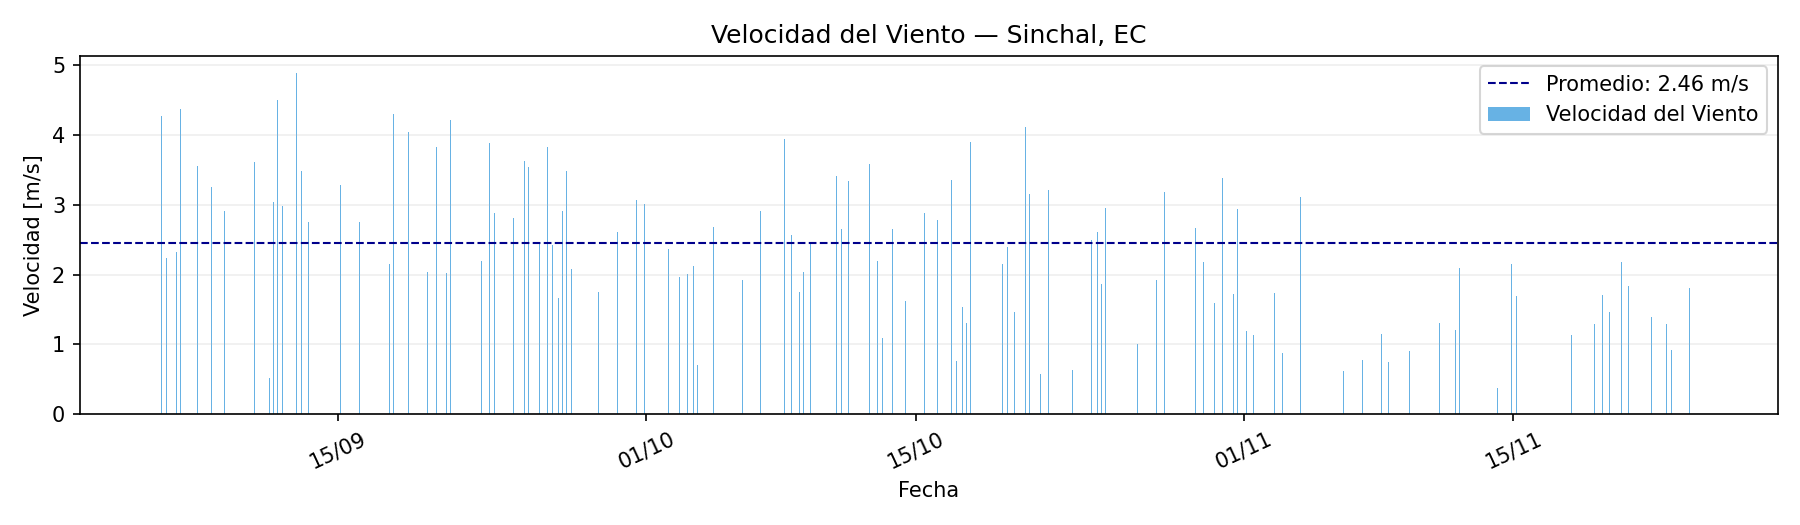 Velocidad del Viento — Sinchal, EC
Promedio: 2.46 m/s
Velocidad del Viento
Velocidad [m/s]
5
4
3
2
1
0
15/09
01/10
15/10
01/11
15/11
Fecha